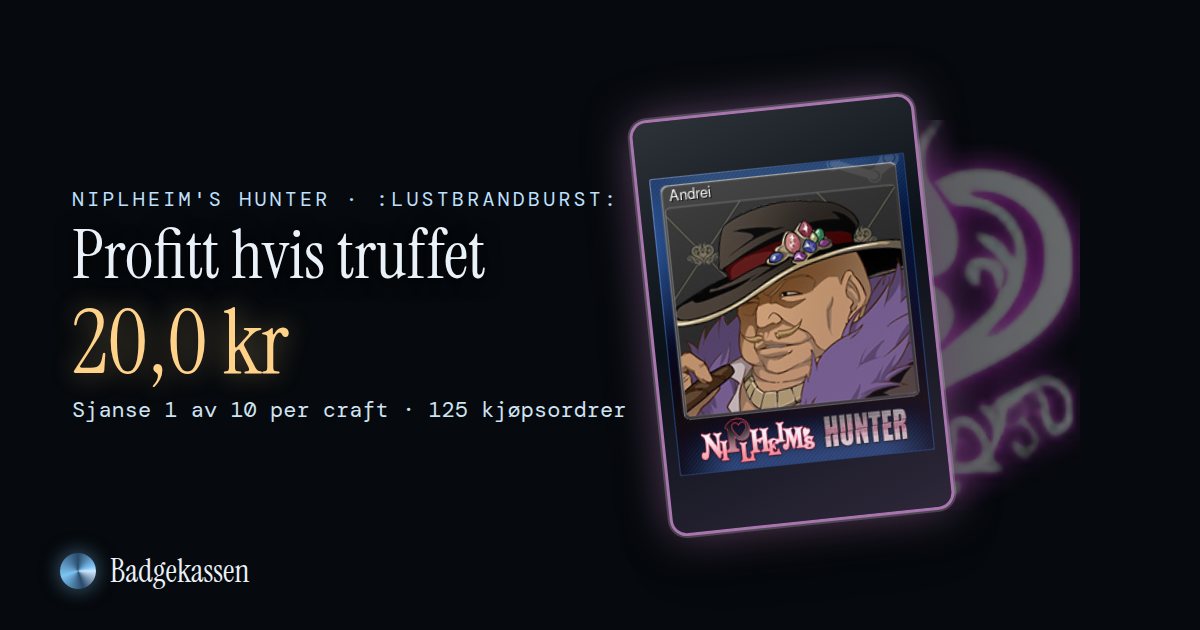 NIPLHEIM'S HUNTER · :LUSTBRANDBURST:
Profitt hvis truffet
20,0 kr
Sjanse 1 av 10 per craft · 125 kjøpsordrer
Andrei
NIPLHEIM'S HUNTER
Badgekassen